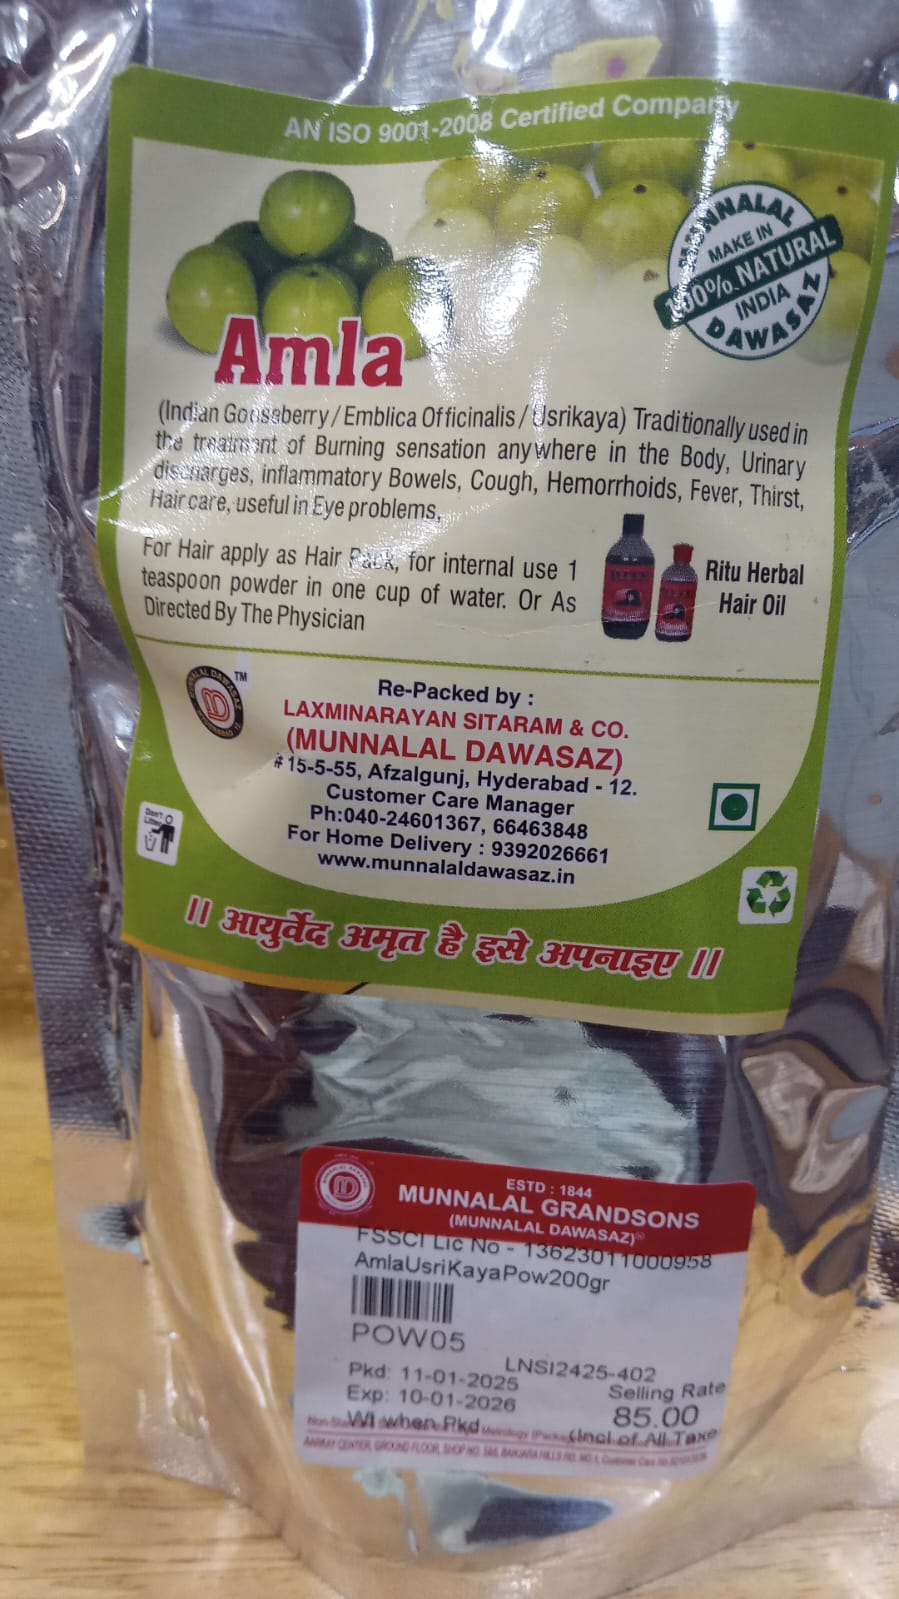 AN ISO 9001-2008 Certified Company
MUNNALAL
MAKE IN
100% NATURAL
INDIA
DAWASAZ
Amla
(Indian Gooseberry / Emblica Officinalis / Usrikaya) Traditionally used in
the treatment of Burning sensation anywhere in the Body, Urinary
discharges, inflammatory Bowels, Cough, Hemorrhoids, Fever, Thirst,
Hair care, useful in Eye problems,
For Hair apply as Hair Pack, for internal use 1
teaspoon powder in one cup of water. Or As
Directed By The Physician
Ritu Herbal
Hair Oil
MUNNALAL DAWASAZ
TM
Re-Packed by :
LAXMINARAYAN SITARAM & CO.
(MUNNALAL DAWASAZ)
# 15-5-55, Afzalgunj, Hyderabad - 12.
Customer Care Manager
Ph:040-24601367, 66463848
For Home Delivery : 9392026661
www.munnalaldawasaz.in
Don't
Litter
|| आयुर्वेद अमृत है इसे अपनाइए ||
ESTD : 1844
MUNNALAL GRANDSONS
(MUNNALAL DAWASAZ)®
FSSCI Lic No - 13623011000958
AmlaUsriKayaPow200gr
POW05
LNSI2425-402
Pkd: 11-01-2025
Exp: 10-01-2026
Selling Rate
85.00
Wt when Pkd
(Incl of All Taxe